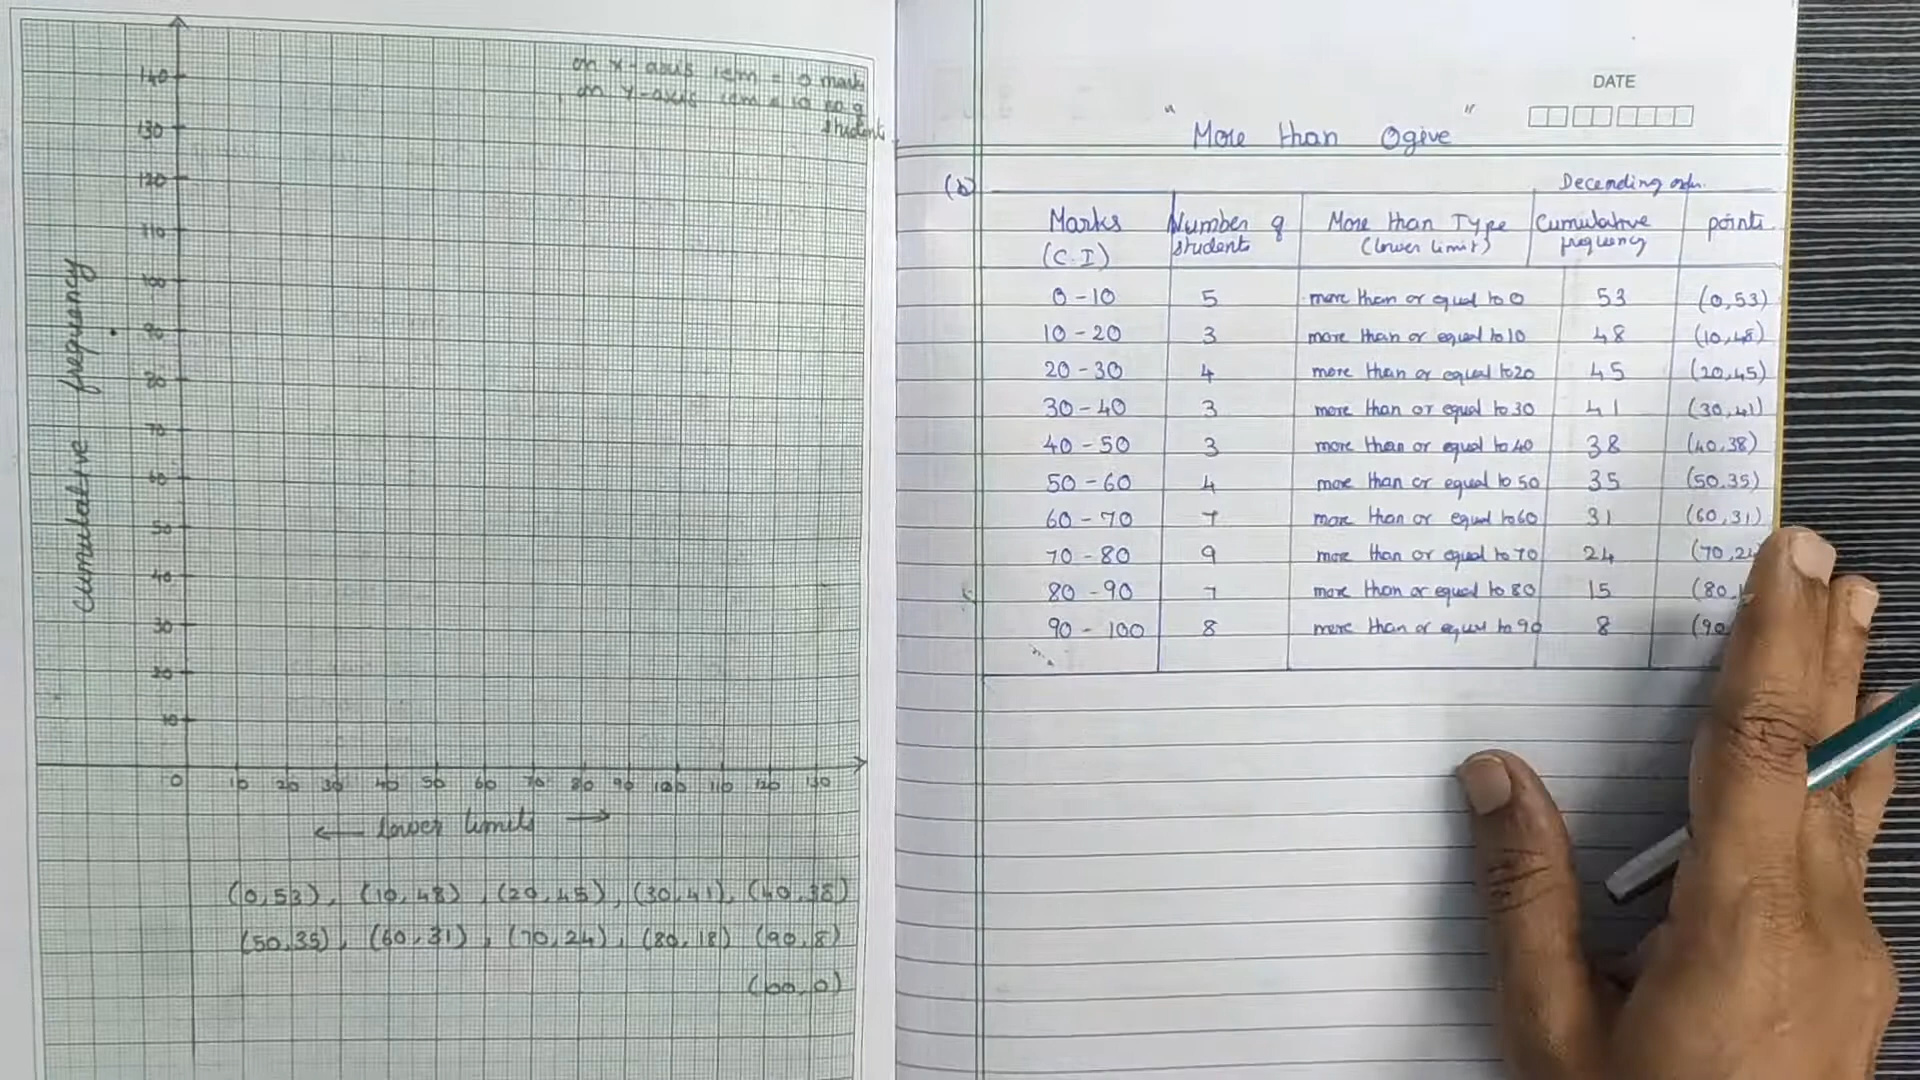 on x-axis 1cm = 10 marks
on Y-axis 1cm = 10 no q
students
140
130
120
110
100
90
80
70
60
50
40
30
20
10
cumulative frequency
0 10 20 30 40 50 60 70 80 90 100 110 120 130
lower limits
(0,53), (10,48), (20,45), (30,41), (40,38)
(50,35), (60,31), (70,24), (80,18) (90,8)
(100,0)
DATE
"More than Ogive"
(b) Decending order.
Marks (C.I) Number q students More than Type (lower limit) Cumulative frequency points
0-10 5 more than or equal to 0 53 (0,53)
10-20 3 more than or equal to 10 48 (10,48)
20-30 4 more than or equal to 20 45 (20,45)
30-40 3 more than or equal to 30 41 (30,41)
40-50 3 more than or equal to 40 38 (40,38)
50-60 4 more than or equal to 50 35 (50,35)
60-70 7 more than or equal to 60 31 (60,31)
70-80 9 more than or equal to 70 24 (70,24
80-90 7 more than or equal to 80 15 (80,
90-100 8 more than or equal to 90 8 (90